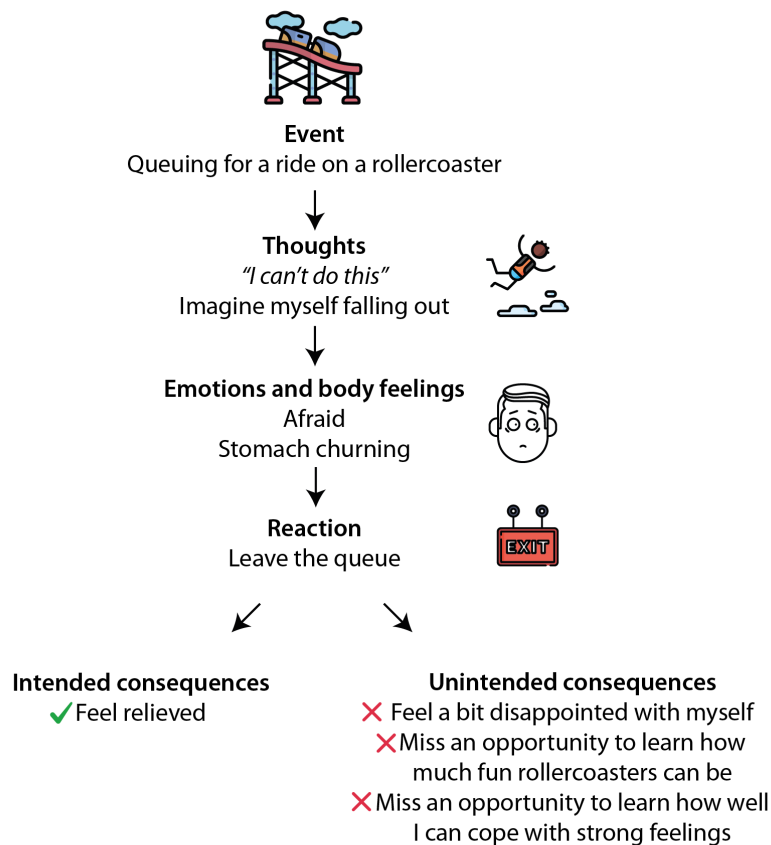 Event
Queuing for a ride on a rollercoaster
Thoughts
“I can’t do this”
Imagine myself falling out
Emotions and body feelings
Afraid
Stomach churning
Reaction
Leave the queue
EXIT
Intended consequences
Feel relieved
Unintended consequences
Feel a bit disappointed with myself
Miss an opportunity to learn how
much fun rollercoasters can be
Miss an opportunity to learn how well
I can cope with strong feelings